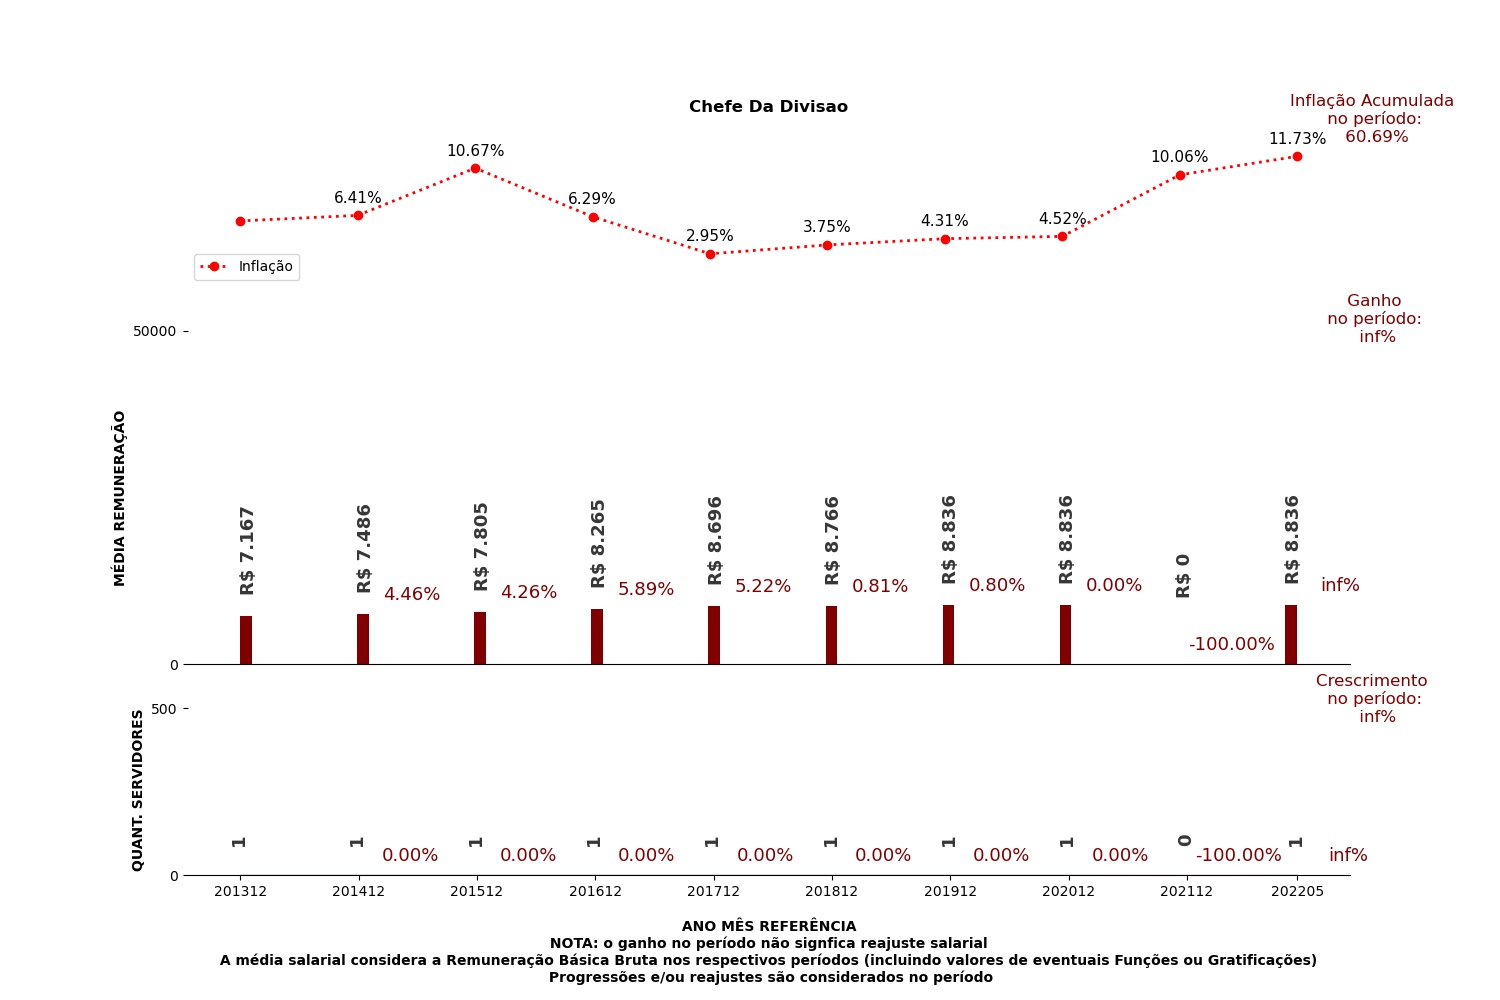 Chefe Da Divisao
Inflação Acumulada
no período:
60.69%
6.41%
10.67%
6.29%
2.95%
3.75%
4.31%
4.52%
10.06%
11.73%
Inflação
Ganho
no período:
inf%
50000
0
MÉDIA REMUNERAÇÃO
R$ 7.167
R$ 7.486
R$ 7.805
R$ 8.265
R$ 8.696
R$ 8.766
R$ 8.836
R$ 8.836
R$ 0
R$ 8.836
4.46%
4.26%
5.89%
5.22%
0.81%
0.80%
0.00%
-100.00%
inf%
Crescrimento
no período:
inf%
500
0
QUANT. SERVIDORES
1
1
1
1
1
1
1
1
0
1
0.00%
0.00%
0.00%
0.00%
0.00%
0.00%
0.00%
-100.00%
inf%
201312
201412
201512
201612
201712
201812
201912
202012
202112
202205
ANO MÊS REFERÊNCIA
NOTA: o ganho no período não signfica reajuste salarial
A média salarial considera a Remuneração Básica Bruta nos respectivos períodos (incluindo valores de eventuais Funções ou Gratificações)
Progressões e/ou reajustes são considerados no período